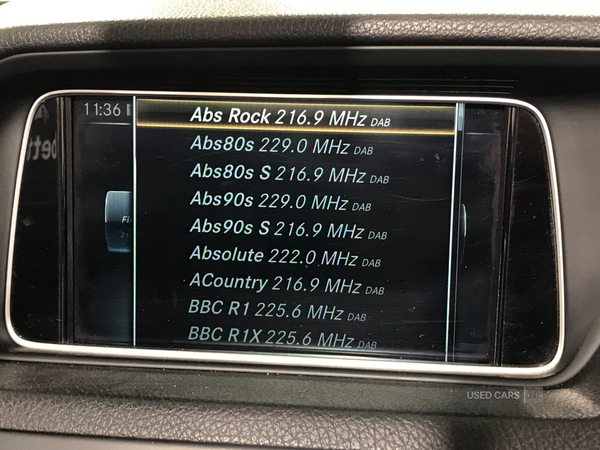 11:36
Abs Rock 216.9 MHz DAB
Abs80s 229.0 MHz DAB
Abs80s S 216.9 MHz DAB
Abs90s 229.0 MHz DAB
Abs90s S 216.9 MHz DAB
Absolute 222.0 MHz DAB
ACountry 216.9 MHz DAB
BBC R1 225.6 MHz DAB
BBC R1X 225.6 MHz DAB
USED CARS